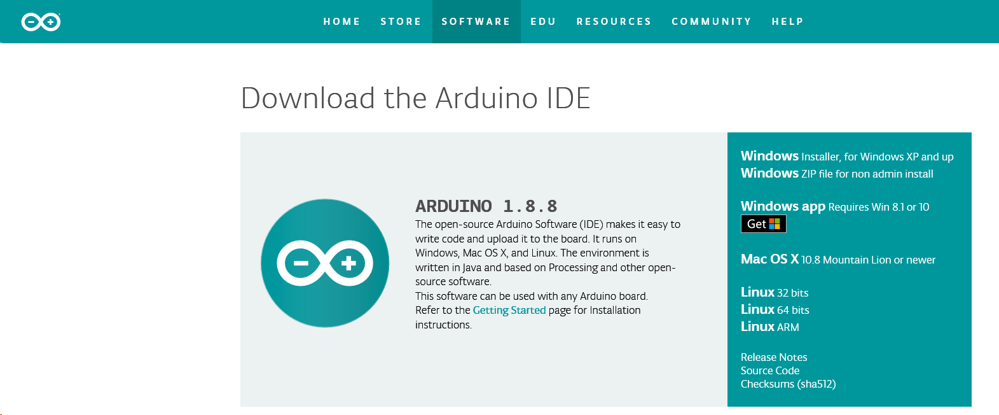 HOME STORE SOFTWARE EDU RESOURCES COMMUNITY HELP
Download the Arduino IDE
ARDUINO 1.8.8
The open-source Arduino Software (IDE) makes it easy to
write code and upload it to the board. It runs on
Windows, Mac OS X, and Linux. The environment is
written in Java and based on Processing and other open-
source software.
This software can be used with any Arduino board.
Refer to the Getting Started page for Installation
instructions.
Windows Installer, for Windows XP and up
Windows ZIP file for non admin install
Windows app Requires Win 8.1 or 10
Get
Mac OS X 10.8 Mountain Lion or newer
Linux 32 bits
Linux 64 bits
Linux ARM
Release Notes
Source Code
Checksums (sha512)